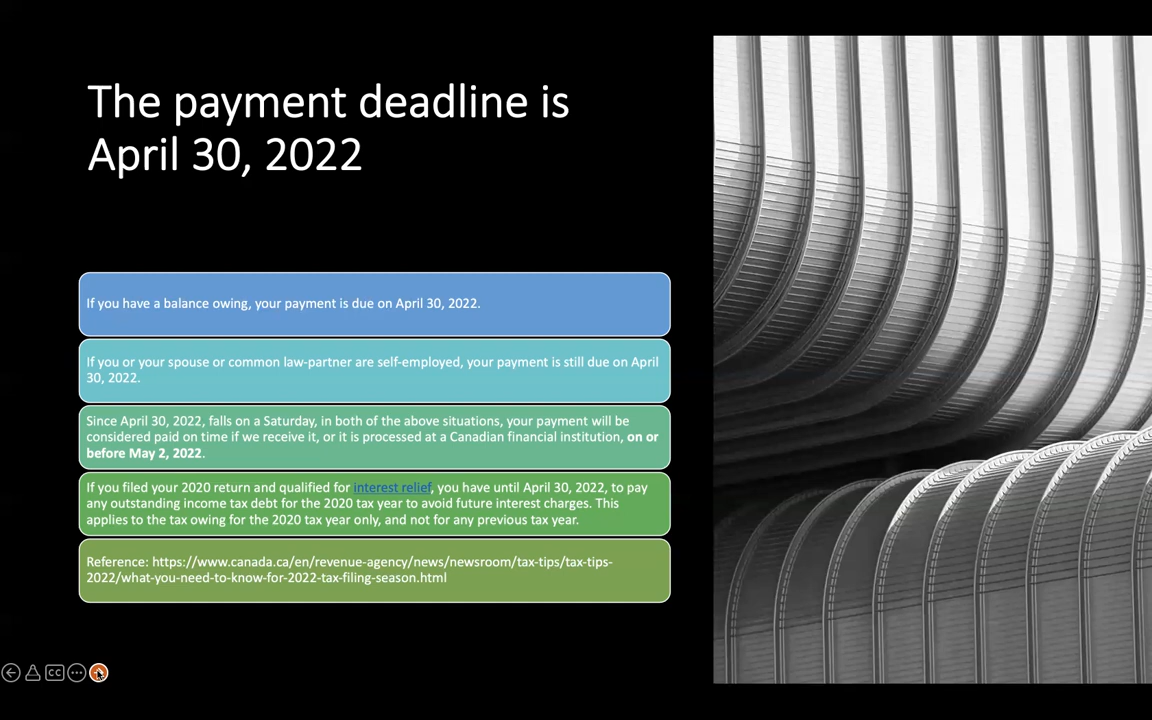 The payment deadline is
April 30, 2022
If you have a balance owing, your payment is due on April 30, 2022.
If you or your spouse or common law-partner are self-employed, your payment is still due on April
30, 2022.
Since April 30, 2022, falls on a Saturday, in both of the above situations, your payment will be
considered paid on time if we receive it, or it is processed at a Canadian financial institution, on or
before May 2, 2022.
If you filed your 2020 return and qualified for interest relief, you have until April 30, 2022, to pay
any outstanding income tax debt for the 2020 tax year to avoid future interest charges. This
applies to the tax owing for the 2020 tax year only, and not for any previous tax year.
Reference: https://www.canada.ca/en/revenue-agency/news/newsroom/tax-tips/tax-tips-
2022/what-you-need-to-know-for-2022-tax-filing-season.html
CC